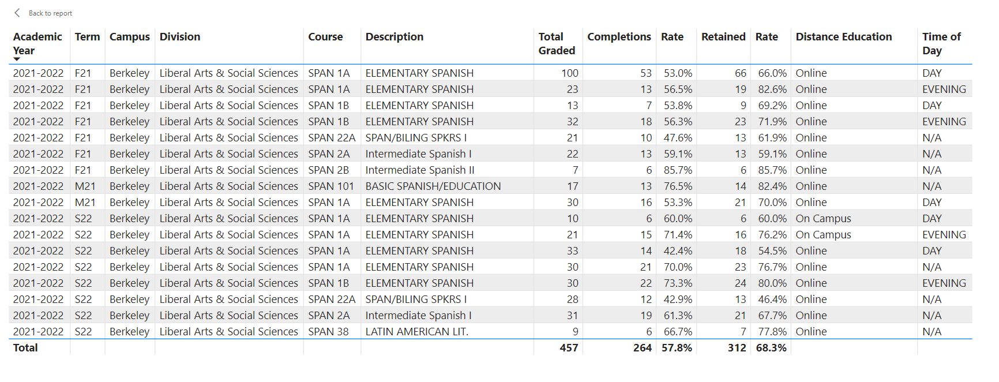 Back to report
Academic Year Term Campus Division Course Description Total Graded Completions Rate Retained Rate Distance Education Time of Day
2021-2022 F21 Berkeley Liberal Arts & Social Sciences SPAN 1A ELEMENTARY SPANISH 100 53 53.0% 66 66.0% Online DAY
2021-2022 F21 Berkeley Liberal Arts & Social Sciences SPAN 1A ELEMENTARY SPANISH 23 13 56.5% 19 82.6% Online EVENING
2021-2022 F21 Berkeley Liberal Arts & Social Sciences SPAN 1B ELEMENTARY SPANISH 13 7 53.8% 9 69.2% Online DAY
2021-2022 F21 Berkeley Liberal Arts & Social Sciences SPAN 1B ELEMENTARY SPANISH 32 18 56.3% 23 71.9% Online EVENING
2021-2022 F21 Berkeley Liberal Arts & Social Sciences SPAN 22A SPAN/BILING SPKRS I 21 10 47.6% 13 61.9% Online N/A
2021-2022 F21 Berkeley Liberal Arts & Social Sciences SPAN 2A Intermediate Spanish I 22 13 59.1% 13 59.1% Online N/A
2021-2022 F21 Berkeley Liberal Arts & Social Sciences SPAN 2B Intermediate Spanish II 7 6 85.7% 6 85.7% Online N/A
2021-2022 M21 Berkeley Liberal Arts & Social Sciences SPAN 101 BASIC SPANISH/EDUCATION 17 13 76.5% 14 82.4% Online N/A
2021-2022 M21 Berkeley Liberal Arts & Social Sciences SPAN 1A ELEMENTARY SPANISH 30 16 53.3% 21 70.0% Online DAY
2021-2022 S22 Berkeley Liberal Arts & Social Sciences SPAN 1A ELEMENTARY SPANISH 10 6 60.0% 6 60.0% On Campus DAY
2021-2022 S22 Berkeley Liberal Arts & Social Sciences SPAN 1A ELEMENTARY SPANISH 21 15 71.4% 16 76.2% On Campus EVENING
2021-2022 S22 Berkeley Liberal Arts & Social Sciences SPAN 1A ELEMENTARY SPANISH 33 14 42.4% 18 54.5% Online DAY
2021-2022 S22 Berkeley Liberal Arts & Social Sciences SPAN 1A ELEMENTARY SPANISH 30 21 70.0% 23 76.7% Online N/A
2021-2022 S22 Berkeley Liberal Arts & Social Sciences SPAN 1B ELEMENTARY SPANISH 30 22 73.3% 24 80.0% Online EVENING
2021-2022 S22 Berkeley Liberal Arts & Social Sciences SPAN 22A SPAN/BILING SPKRS I 28 12 42.9% 13 46.4% Online N/A
2021-2022 S22 Berkeley Liberal Arts & Social Sciences SPAN 2A Intermediate Spanish I 31 19 61.3% 21 67.7% Online N/A
2021-2022 S22 Berkeley Liberal Arts & Social Sciences SPAN 38 LATIN AMERICAN LIT. 9 6 66.7% 7 77.8% Online N/A
Total 457 264 57.8% 312 68.3%